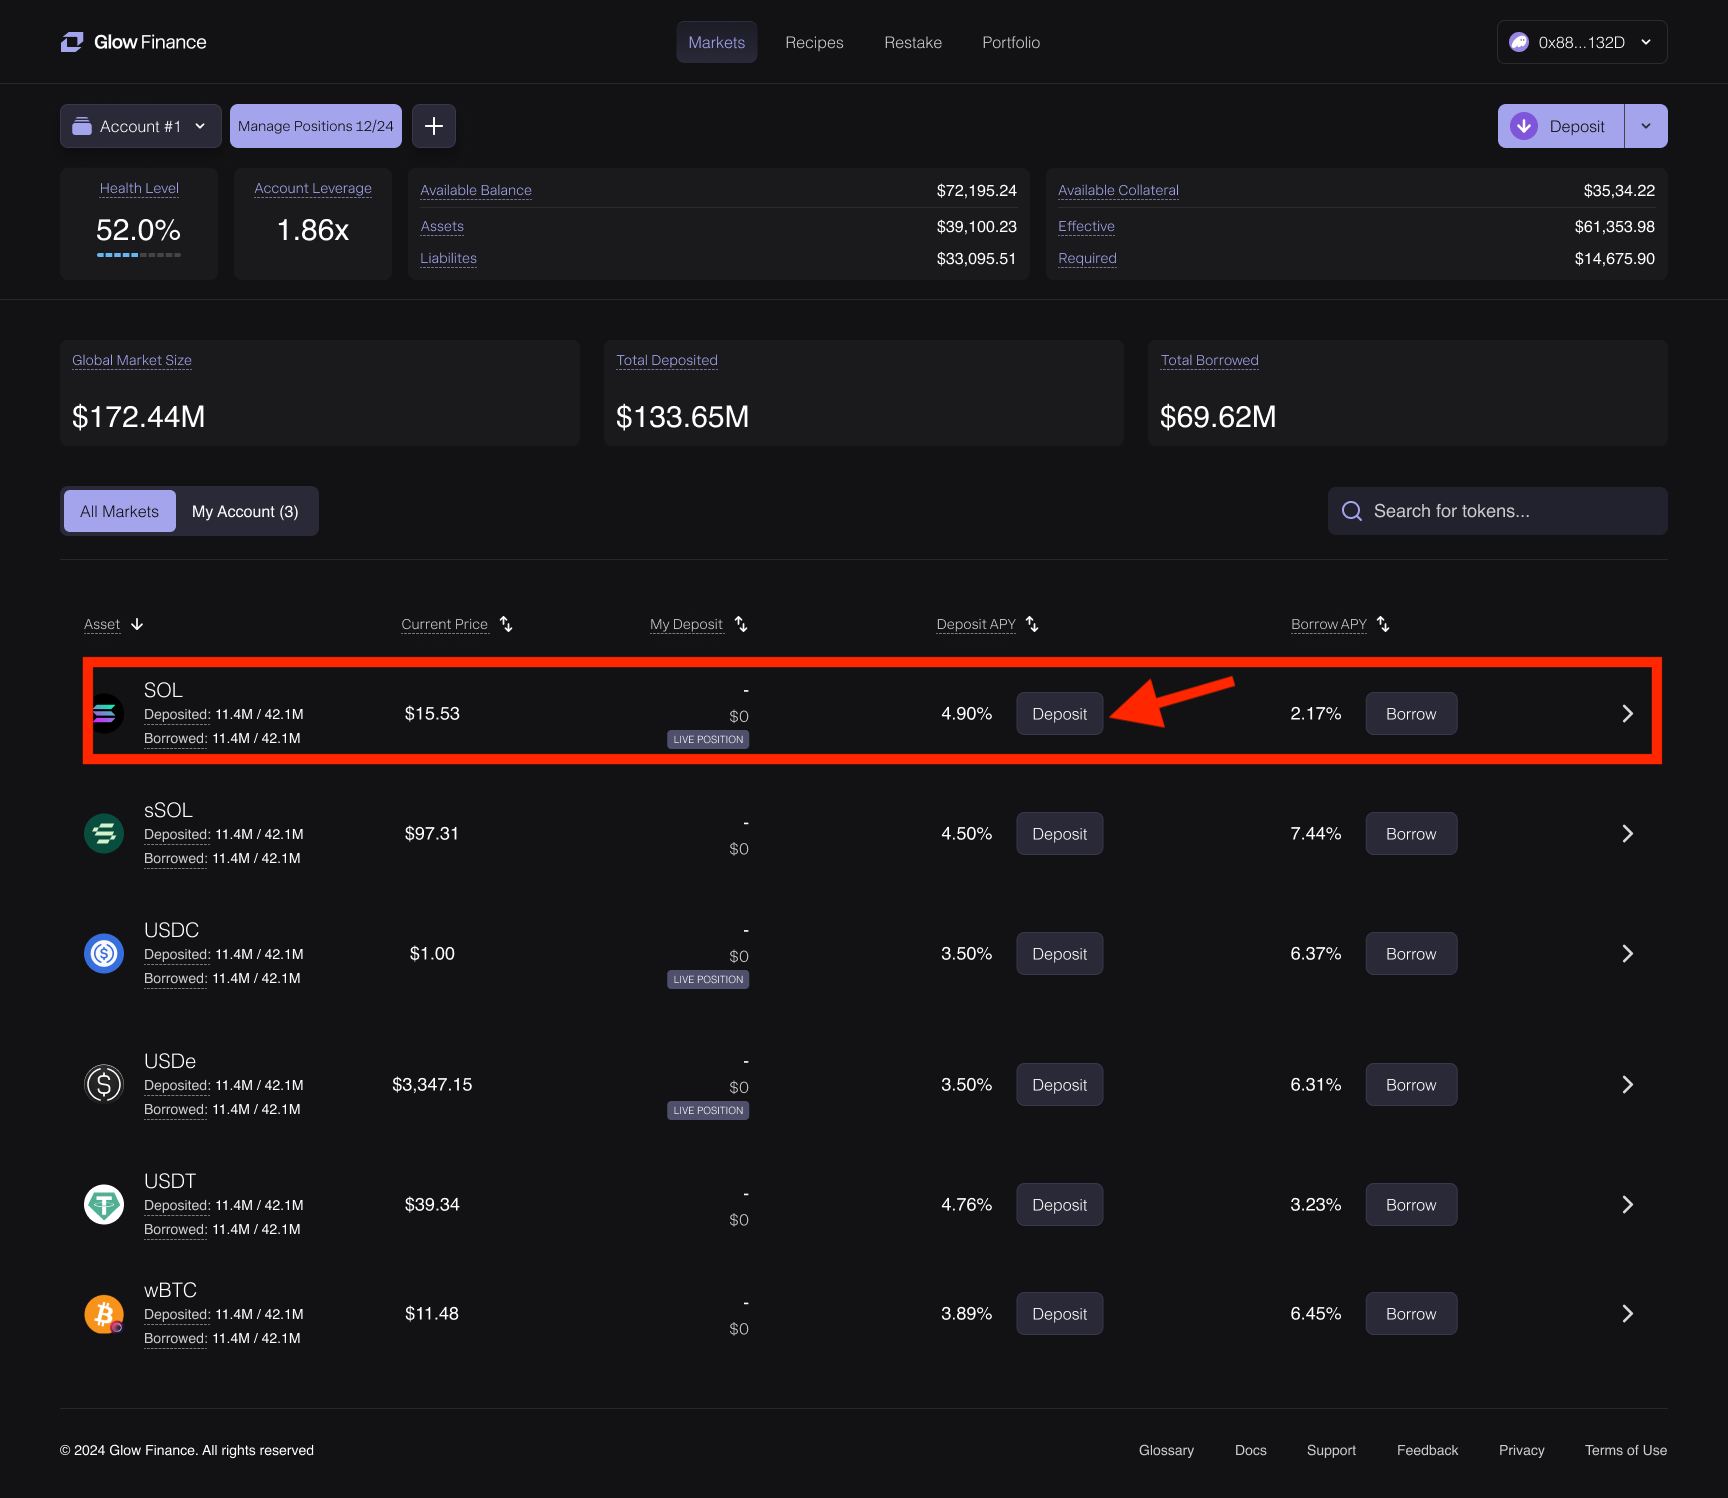 Glow Finance
Markets
Recipes
Restake
Portfolio
0x88...132D
Account #1
Manage Positions 12/24
Deposit
Health Level
52.0%
Account Leverage
1.86x
Available Balance $72,195.24
Assets $39,100.23
Liabilites $33,095.51
Available Collateral $35,34.22
Effective $61,353.98
Required $14,675.90
Global Market Size
$172.44M
Total Deposited
$133.65M
Total Borrowed
$69.62M
All Markets
My Account (3)
Search for tokens...
Asset
Current Price
My Deposit
Deposit APY
Borrow APY
SOL
Deposited: 11.4M / 42.1M
Borrowed: 11.4M / 42.1M
$15.53
-
$0
LIVE POSITION
4.90%
Deposit
2.17%
Borrow
sSOL
Deposited: 11.4M / 42.1M
Borrowed: 11.4M / 42.1M
$97.31
-
$0
4.50%
Deposit
7.44%
Borrow
USDC
Deposited: 11.4M / 42.1M
Borrowed: 11.4M / 42.1M
$1.00
-
$0
LIVE POSITION
3.50%
Deposit
6.37%
Borrow
USDe
Deposited: 11.4M / 42.1M
Borrowed: 11.4M / 42.1M
$3,347.15
-
$0
LIVE POSITION
3.50%
Deposit
6.31%
Borrow
USDT
Deposited: 11.4M / 42.1M
Borrowed: 11.4M / 42.1M
$39.34
-
$0
4.76%
Deposit
3.23%
Borrow
wBTC
Deposited: 11.4M / 42.1M
Borrowed: 11.4M / 42.1M
$11.48
-
$0
3.89%
Deposit
6.45%
Borrow
© 2024 Glow Finance. All rights reserved
Glossary
Docs
Support
Feedback
Privacy
Terms of Use